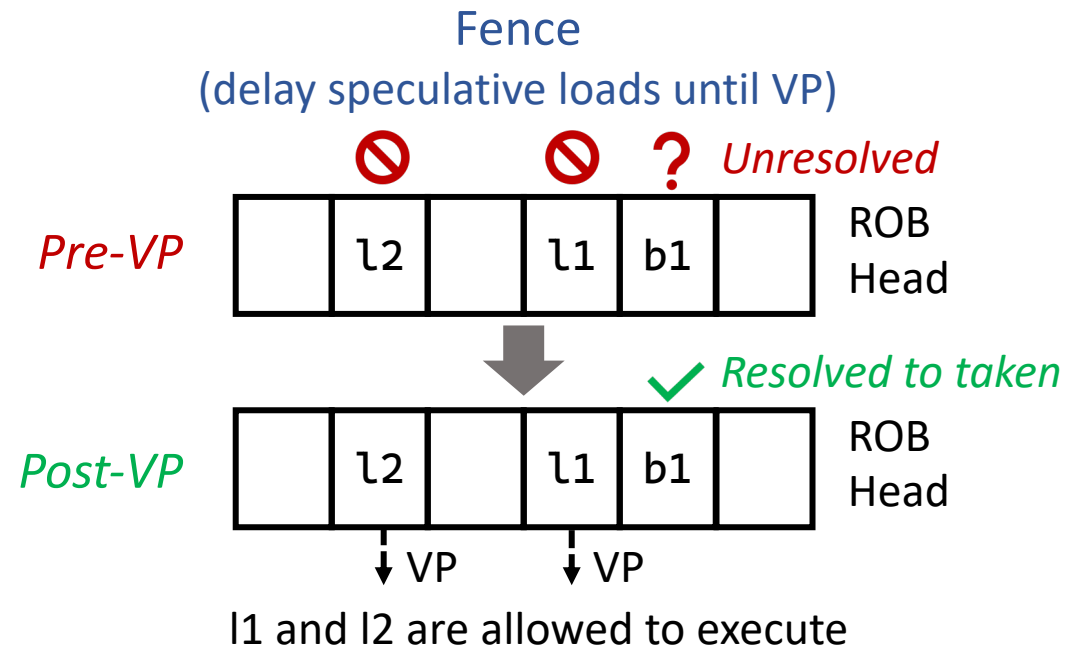 Fence
(delay speculative loads until VP)
? Unresolved
Pre-VP
l2
l1
b1
ROB
Head
Resolved to taken
Post-VP
l2
l1
b1
ROB
Head
VP
VP
l1 and l2 are allowed to execute